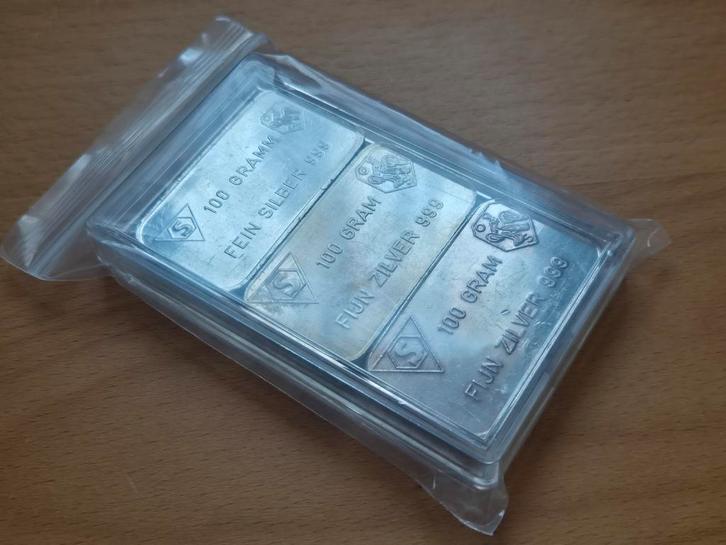 S
100 GRAMM
FEIN SILBER 999
S
100 GRAM
FIJN ZILVER 999
S
100 GRAM
FIJN ZILVER 999